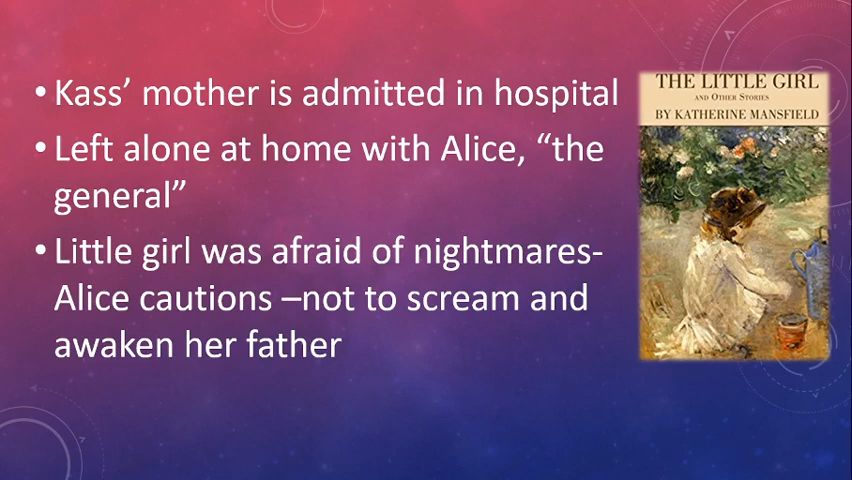 • Kass’ mother is admitted in hospital
• Left alone at home with Alice, “the
general”
• Little girl was afraid of nightmares-
Alice cautions –not to scream and
awaken her father
THE LITTLE GIRL
AND OTHER STORIES
BY KATHERINE MANSFIELD